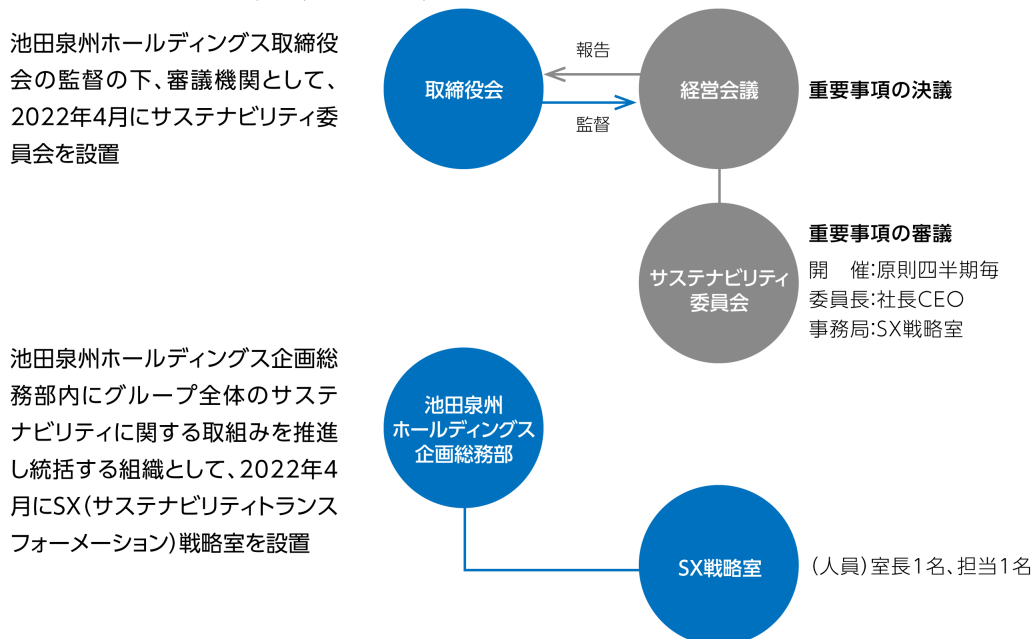 池田泉州ホールディングス取締役
会の監督の下、審議機関として、
2022年4月にサステナビリティ委
員会を設置
取締役会
報告
監督
経営会議
重要事項の決議
サステナビリティ
委員会
重要事項の審議
開　催:原則四半期毎
委員長:社長CEO
事務局:SX戦略室
池田泉州ホールディングス企画総
務部内にグループ全体のサステ
ナビリティに関する取組みを推進
し統括する組織として、2022年4
月にSX(サステナビリティトランス
フォーメーション)戦略室を設置
池田泉州
ホールディングス
企画総務部
SX戦略室
(人員)室長1名、担当1名